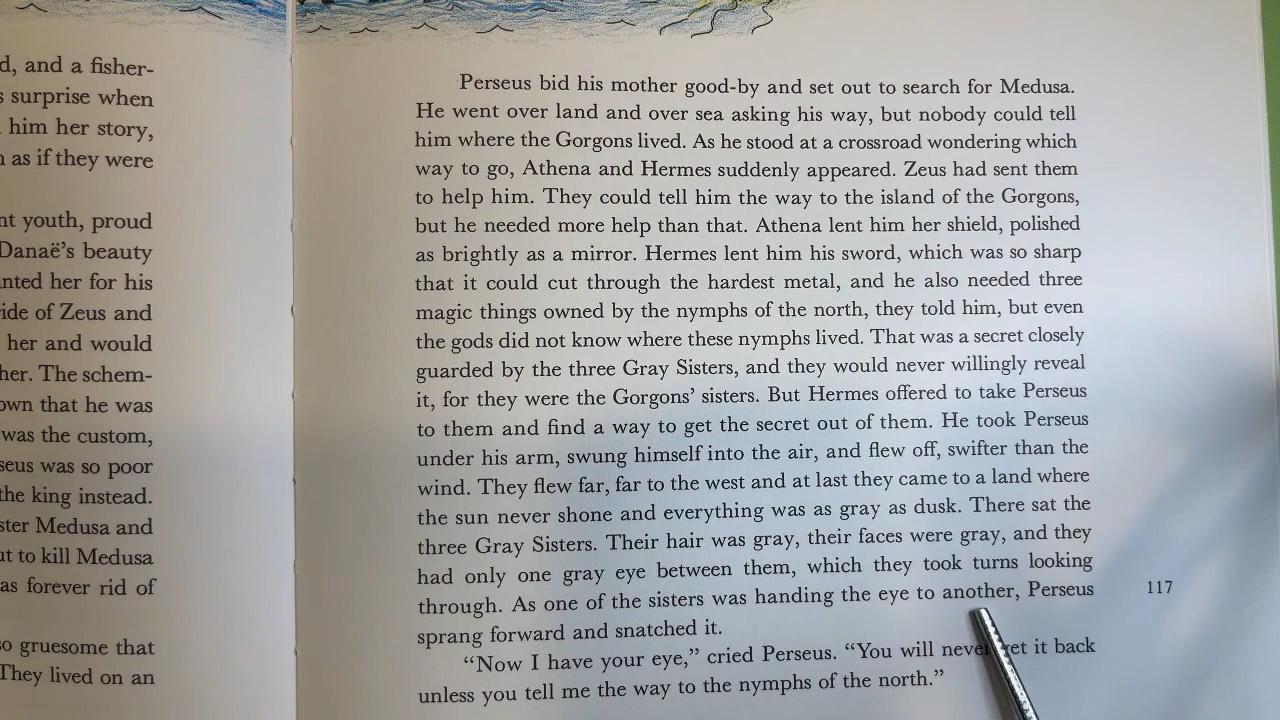 d, and a fisher-
surprise when
him her story,
as if they were
nt youth, proud
Danaë's beauty
nted her for his
ide of Zeus and
her and would
her. The schem-
own that he was
was the custom,
seus was so poor
the king instead.
ster Medusa and
ut to kill Medusa
as forever rid of
so gruesome that
They lived on an
Perseus bid his mother good-by and set out to search for Medusa.
He went over land and over sea asking his way, but nobody could tell
him where the Gorgons lived. As he stood at a crossroad wondering which
way to go, Athena and Hermes suddenly appeared. Zeus had sent them
to help him. They could tell him the way to the island of the Gorgons,
but he needed more help than that. Athena lent him her shield, polished
as brightly as a mirror. Hermes lent him his sword, which was so sharp
that it could cut through the hardest metal, and he also needed three
magic things owned by the nymphs of the north, they told him, but even
the gods did not know where these nymphs lived. That was a secret closely
guarded by the three Gray Sisters, and they would never willingly reveal
it, for they were the Gorgons' sisters. But Hermes offered to take Perseus
to them and find a way to get the secret out of them. He took Perseus
under his arm, swung himself into the air, and flew off, swifter than the
wind. They flew far, far to the west and at last they came to a land where
the sun never shone and everything was as gray as dusk. There sat the
three Gray Sisters. Their hair was gray, their faces were gray, and they
had only one gray eye between them, which they took turns looking
through. As one of the sisters was handing the eye to another, Perseus
sprang forward and snatched it.
"Now I have your eye," cried Perseus. "You will never get it back
unless you tell me the way to the nymphs of the north."
117